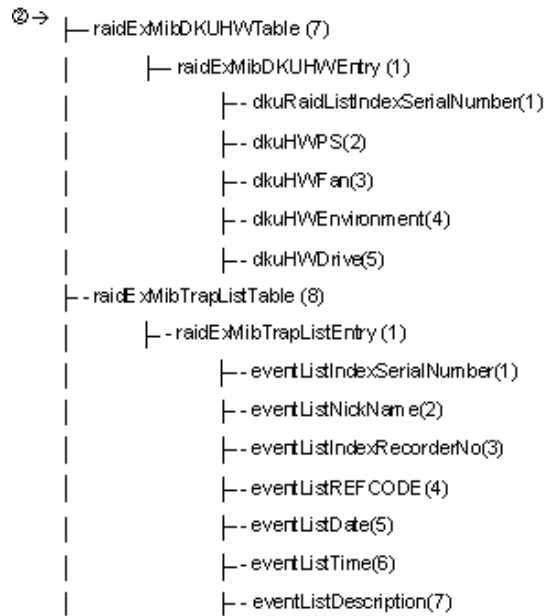 ②→
raidExMibDKUHWTable (7)
raidExMibDKUHWEntry (1)
dkuRaidListIndexSerialNumber(1)
dkuHWPS(2)
dkuHWFan(3)
dkuHWEnvironment(4)
dkuHWDrive(5)
raidExMibTrapListTable (8)
raidExMibTrapListEntry (1)
eventListIndexSerialNumber(1)
eventListNickName(2)
eventListIndexRecorderNo(3)
eventListREFCODE(4)
eventListDate(5)
eventListTime(6)
eventListDescription(7)